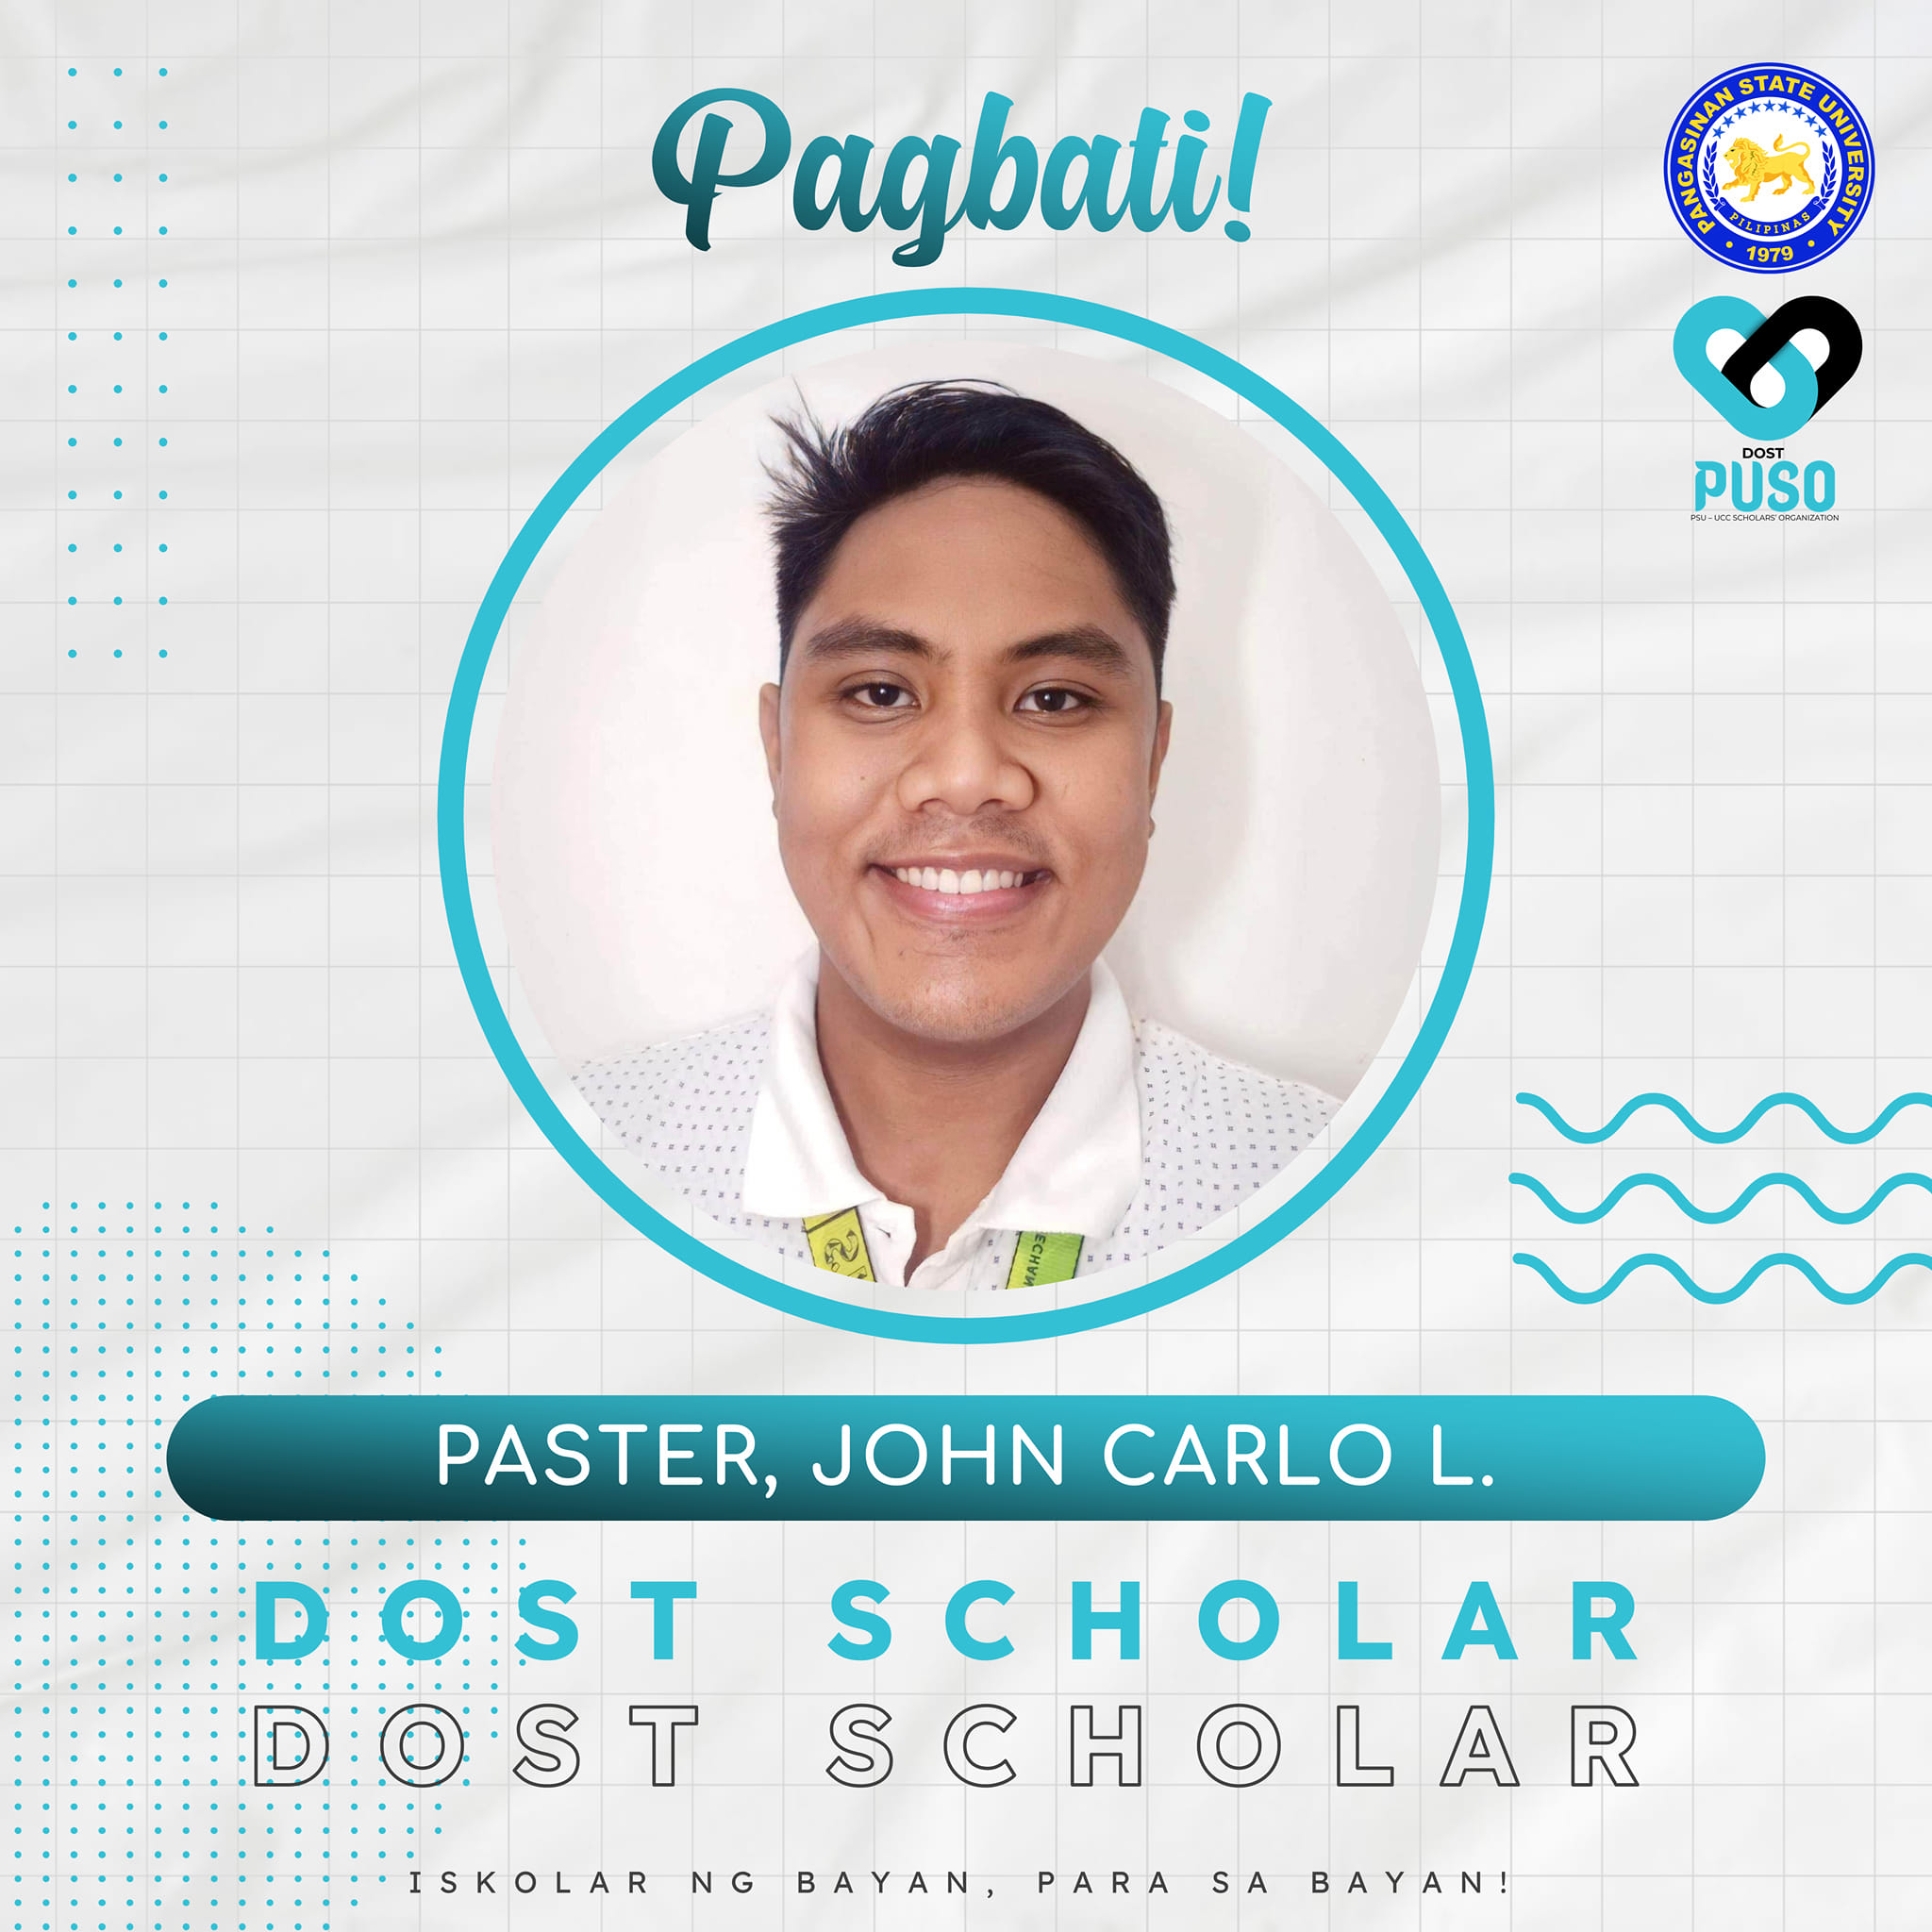 Pagbati!
PANGASINAN STATE UNIVERSITY
PILIPINAS
• 1979 •
DOST
PUSO
PSU – UCC SCHOLARS' ORGANIZATION
ECHAN
PASTER, JOHN CARLO L.
DOST SCHOLAR
DOST SCHOLAR
ISKOLAR NG BAYAN, PARA SA BAYAN!